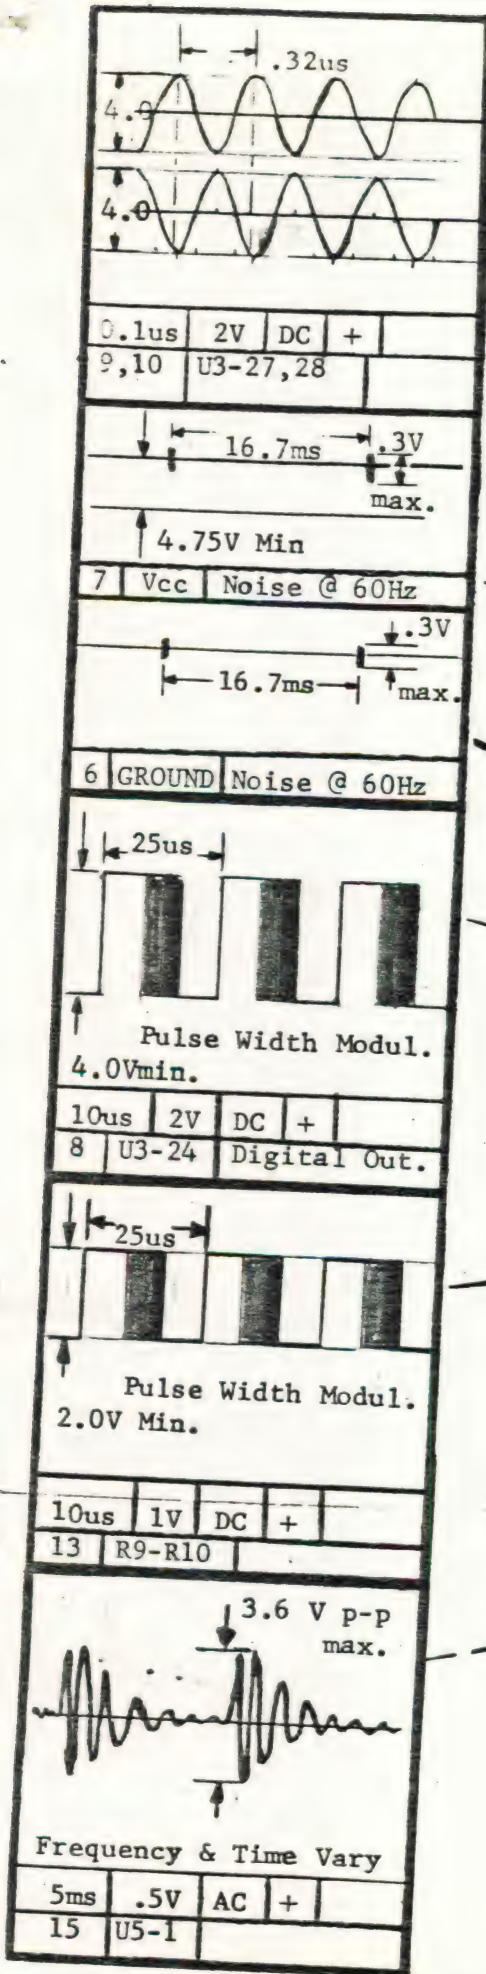 .32us
4.0
4.0
0.1us 2V DC +
9,10 U3-27,28
16.7ms .3V
max.
4.75V Min
7 Vcc Noise @ 60Hz
.3V
16.7ms max.
6 GROUND Noise @ 60Hz
25us
Pulse Width Modul.
4.0Vmin.
10us 2V DC +
8 U3-24 Digital Out.
25us
Pulse Width Modul.
2.0V Min.
10us 1V DC +
13 R9-R10
3.6 V p-p
max.
Frequency & Time Vary
5ms .5V AC +
15 U5-1